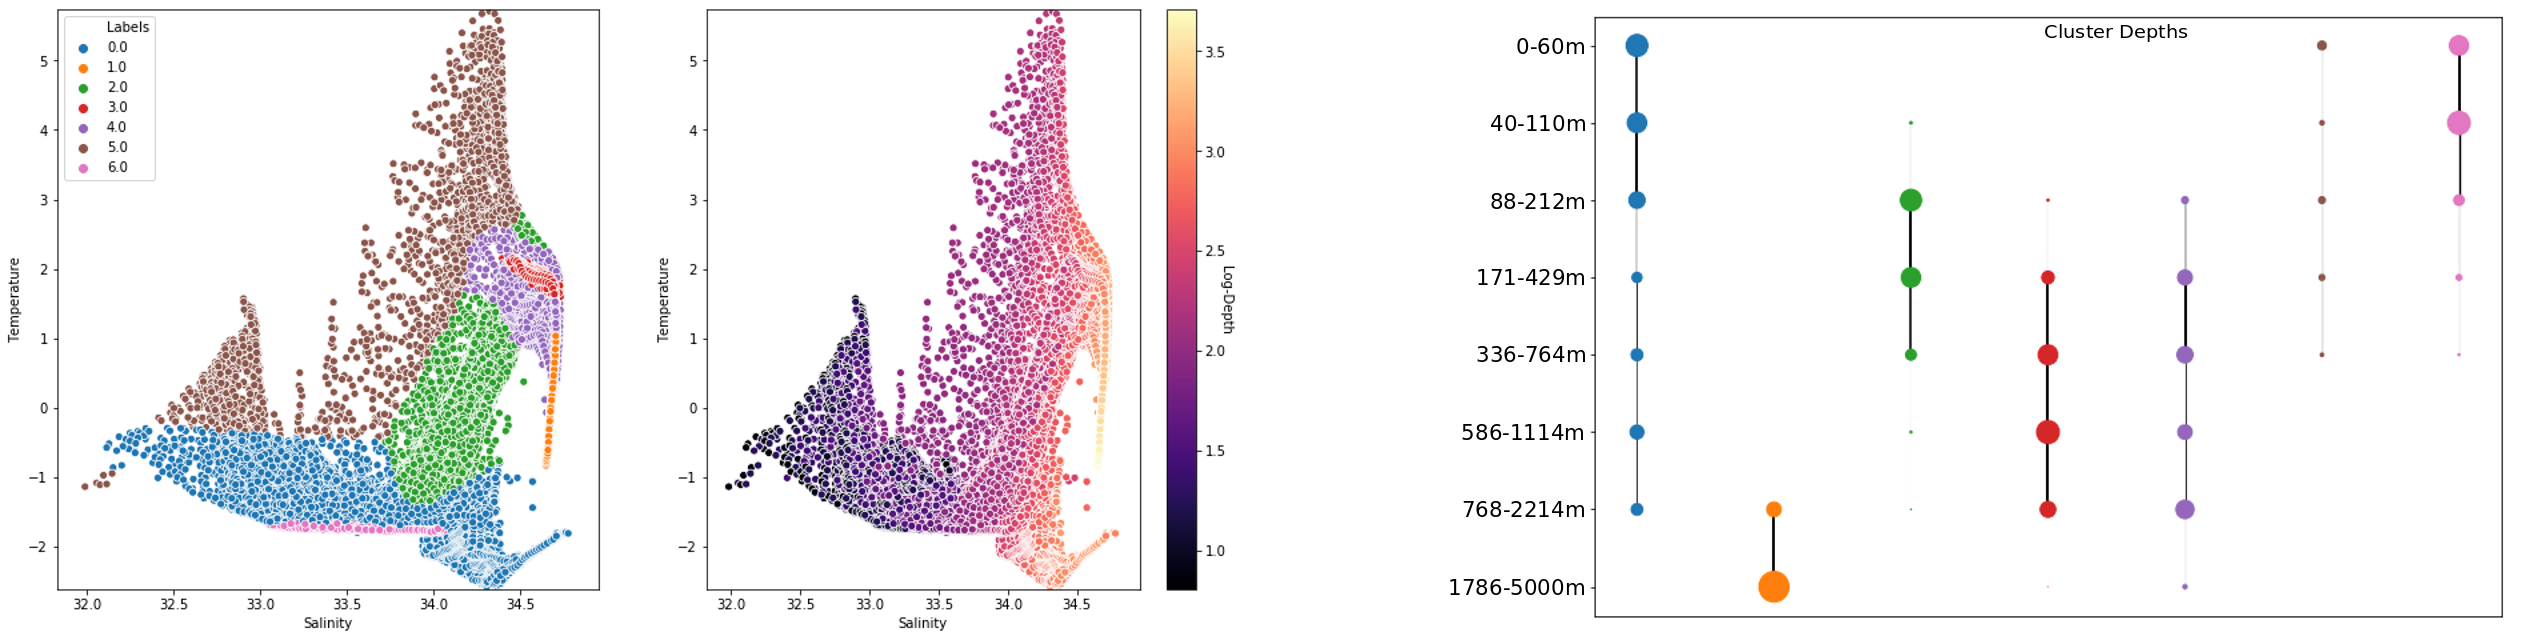 Labels
0.0
1.0
2.0
3.0
4.0
5.0
6.0
5
4
3
2
1
0
−1
−2
Temperature
32.0 32.5 33.0 33.5 34.0 34.5
Salinity
5
4
3
2
1
0
−1
−2
Temperature
32.0 32.5 33.0 33.5 34.0 34.5
Salinity
3.5
3.0
2.5
2.0
1.5
1.0
Log-Depth
Cluster Depths
0-60m
40-110m
88-212m
171-429m
336-764m
586-1114m
768-2214m
1786-5000m